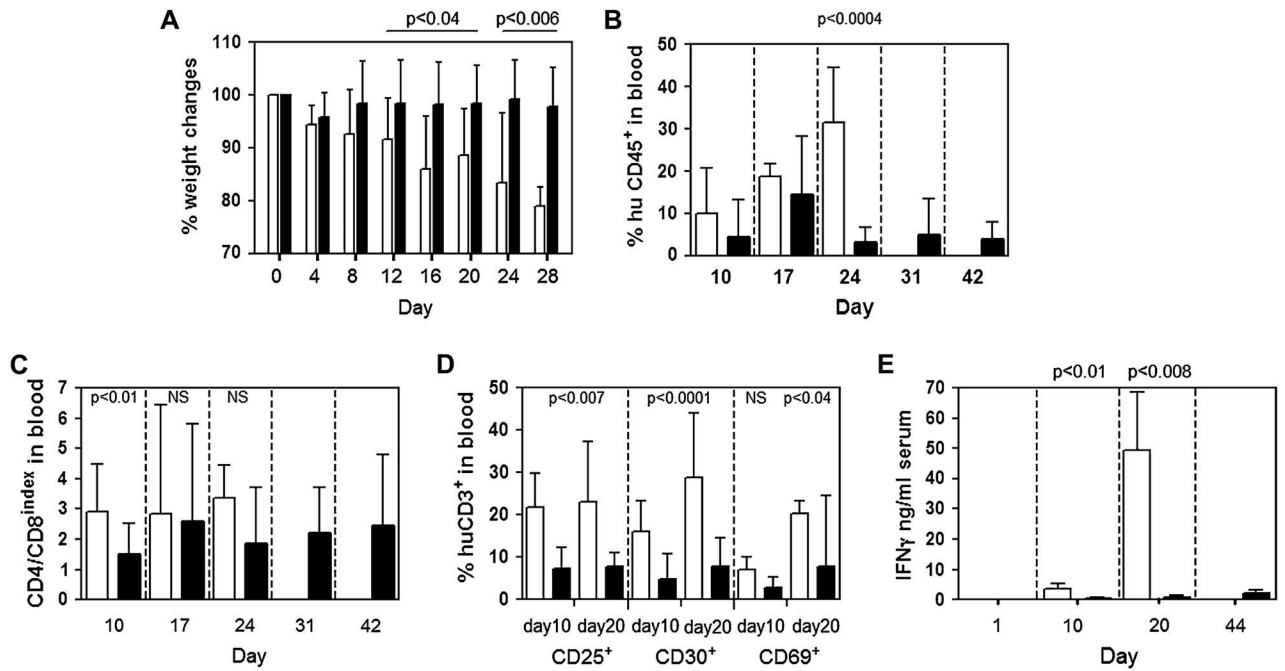 A
p<0.04
p<0.006
110
100
90
80
70
% weight changes
0 4 8 12 16 20 24 28
Day
B
p<0.0004
50
40
30
20
10
0
% hu CD45+ in blood
10 17 24 31 42
Day
C
7
6
5
4
3
2
1
0
CD4/CD8index in blood
p<0.01 NS NS
10 17 24 31 42
Day
D
50
40
30
20
10
0
% huCD3+ in blood
p<0.007 p<0.0001 NS p<0.04
day10 day20 day10 day20 day10 day20
CD25+ CD30+ CD69+
E
p<0.01 p<0.008
70
60
50
40
30
20
10
0
IFNγ ng/ml serum
1 10 20 44
Day